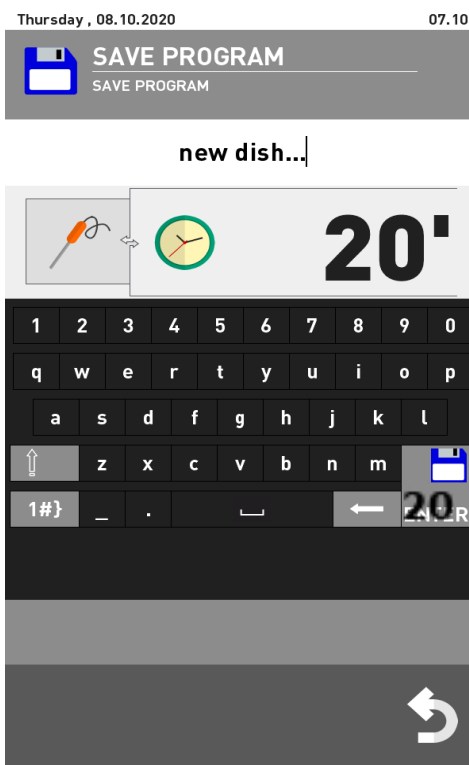 Thursday , 08.10.2020 07.10
SAVE PROGRAM
SAVE PROGRAM
new dish...
20'
1 2 3 4 5 6 7 8 9 0
q w e r t y u i o p
a s d f g h j k l
z x c v b n m
1#} _ . ENTER
20